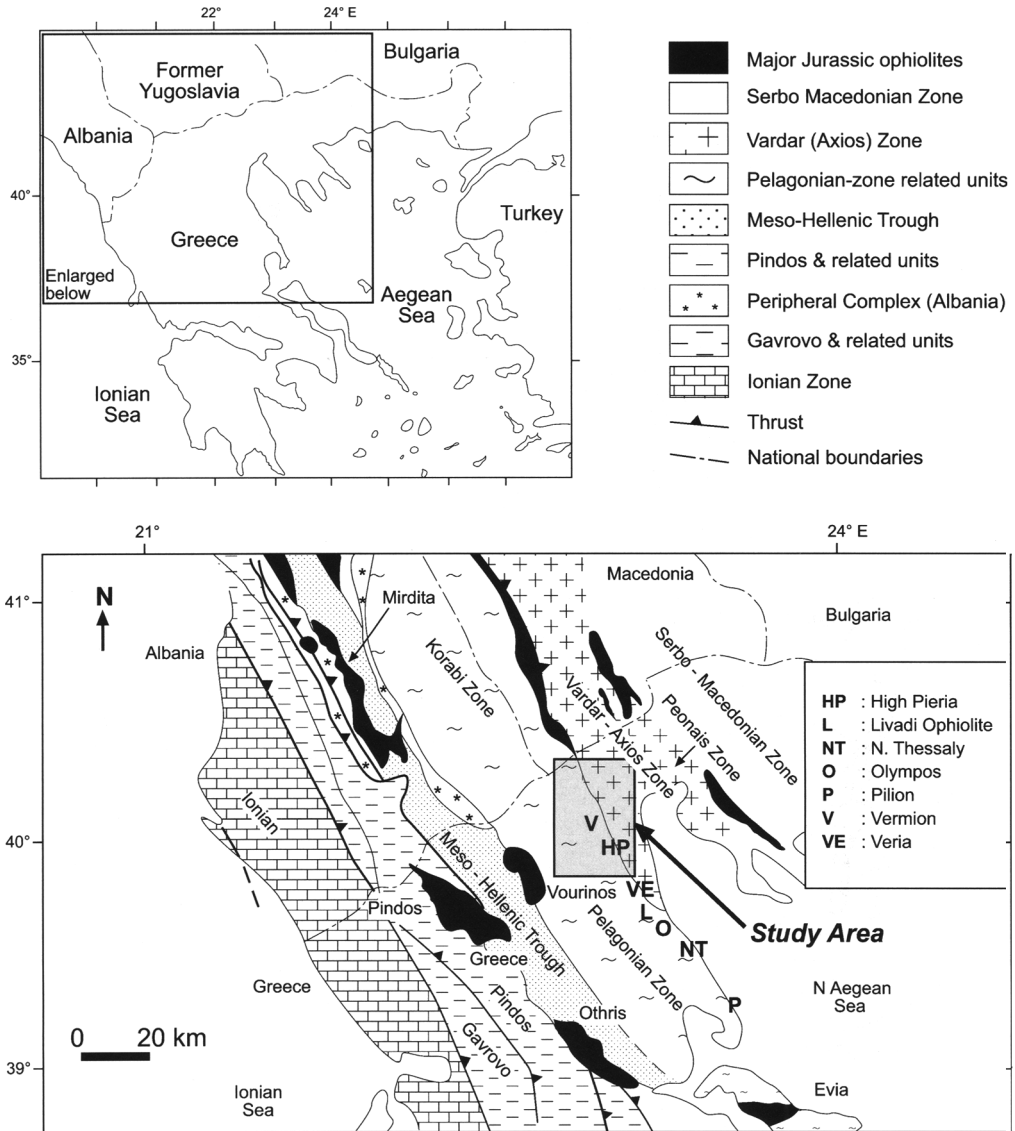 22°
24° E
Bulgaria
Former
Yugoslavia
Albania
40°
Turkey
Greece
Enlarged
below
Aegean
Sea
35°
Ionian
Sea
Major Jurassic ophiolites
Serbo Macedonian Zone
Vardar (Axios) Zone
Pelagonian-zone related units
Meso-Hellenic Trough
Pindos & related units
Peripheral Complex (Albania)
Gavrovo & related units
Ionian Zone
Thrust
National boundaries
21°
24° E
41°
N
Albania
Mirdita
Korabi Zone
Macedonia
Bulgaria
Serbo - Macedonian Zone
Peonais Zone
Vardar - Axios Zone
HP : High Pieria
L : Livadi Ophiolite
NT : N. Thessaly
O : Olympos
P : Pilion
V : Vermion
VE : Veria
Ionian
40°
V
HP
Vourinos
VE
L
O
NT
P
Study Area
Meso - Hellenic Trough
Pelagonian Zone
Pindos
Greece
Greece
Pindos
Gavrovo
Othris
N Aegean
Sea
0 20 km
39°
Ionian
Sea
Evia